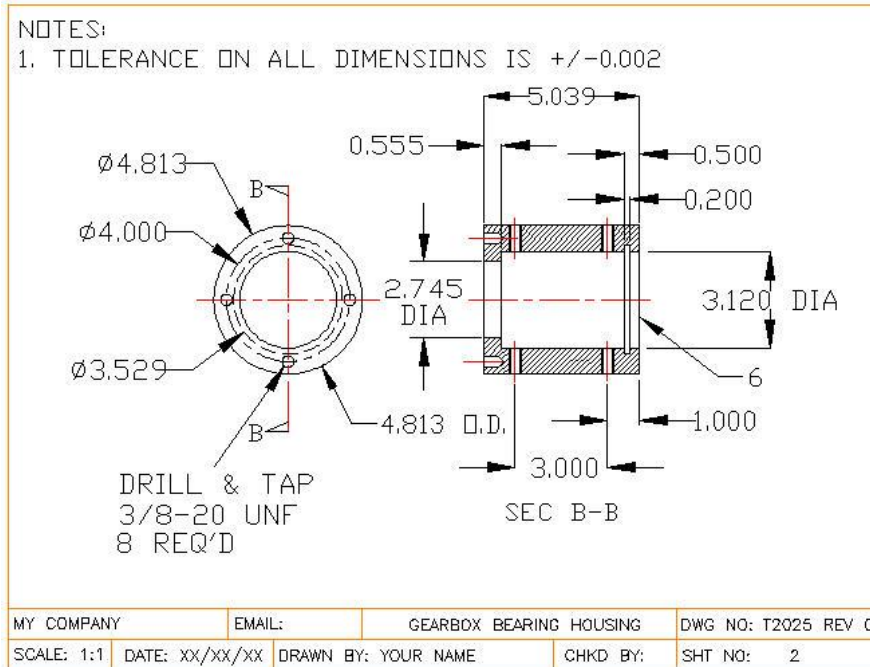 NOTES:
1. TOLERANCE ON ALL DIMENSIONS IS +/-0.002
5.039
0.555
0.500
Ø4.813
0.200
B
Ø4.000
2.745
DIA
3.120 DIA
Ø3.529
6
B
4.813 O.D.
1.000
3.000
DRILL & TAP
3/8-20 UNF
8 REQ'D
SEC B-B
MY COMPANY
EMAIL:
GEARBOX BEARING HOUSING
DWG NO: T2025 REV
SCALE: 1:1
DATE: XX/XX/XX
DRAWN BY: YOUR NAME
CHKD BY:
SHT NO: 2